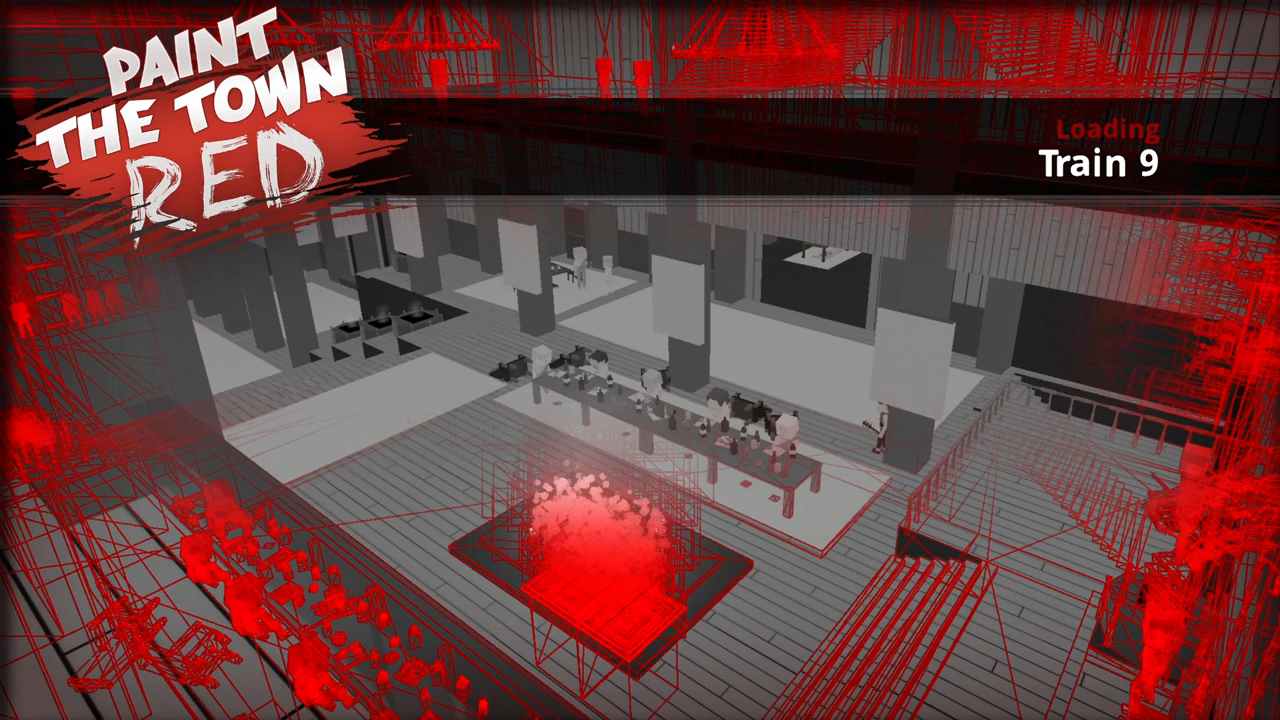 PAINT
THE TOWN
RED
Loading
Train 9